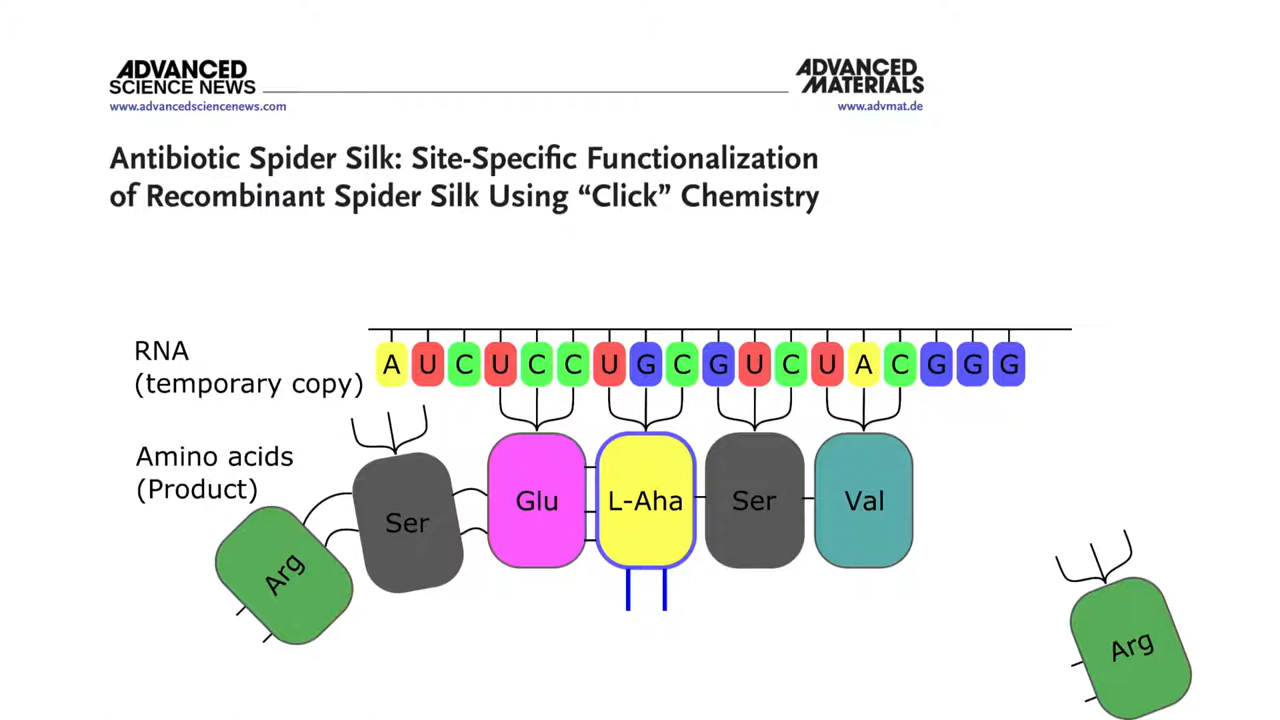 ADVANCED
SCIENCE NEWS
www.advancedsciencenews.com
ADVANCED
MATERIALS
www.advmat.de
Antibiotic Spider Silk: Site-Specific Functionalization
of Recombinant Spider Silk Using “Click” Chemistry
RNA
(temporary copy)
A U C U C C U G C G U C U A C G G G
Amino acids
(Product)
Arg Ser Glu L-Aha Ser Val
Arg